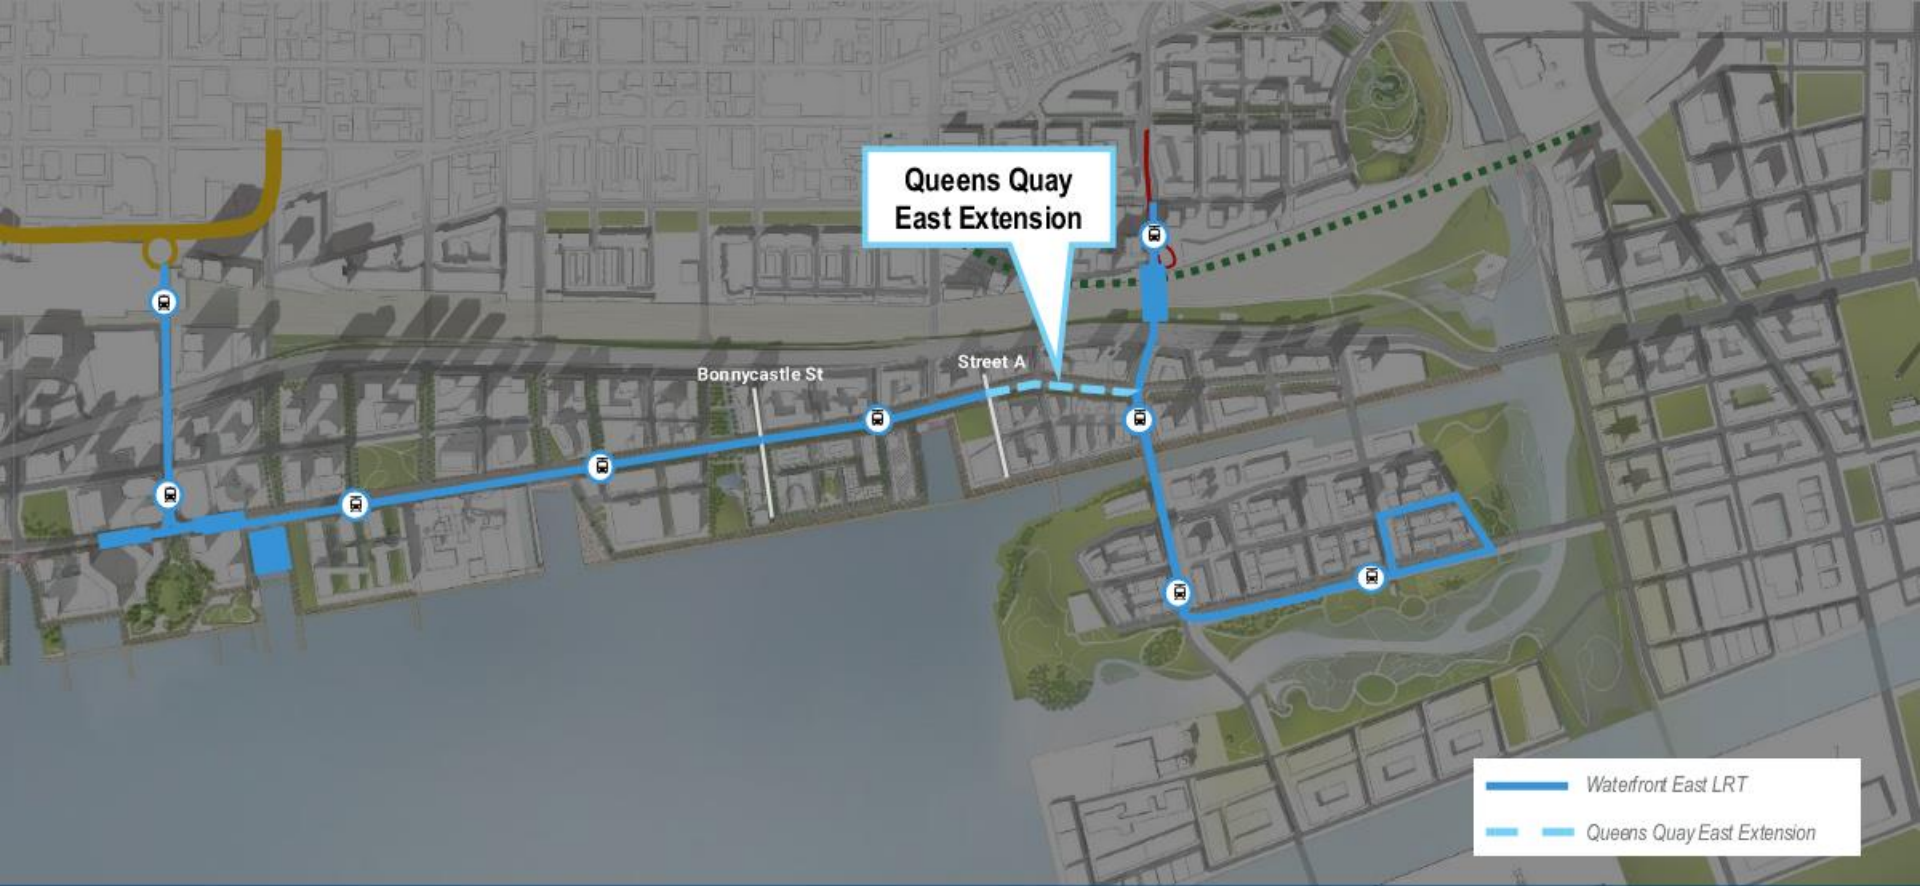 Queens Quay
East Extension
Street A
Bonnycastle St
Waterfront East LRT
Queens Quay East Extension